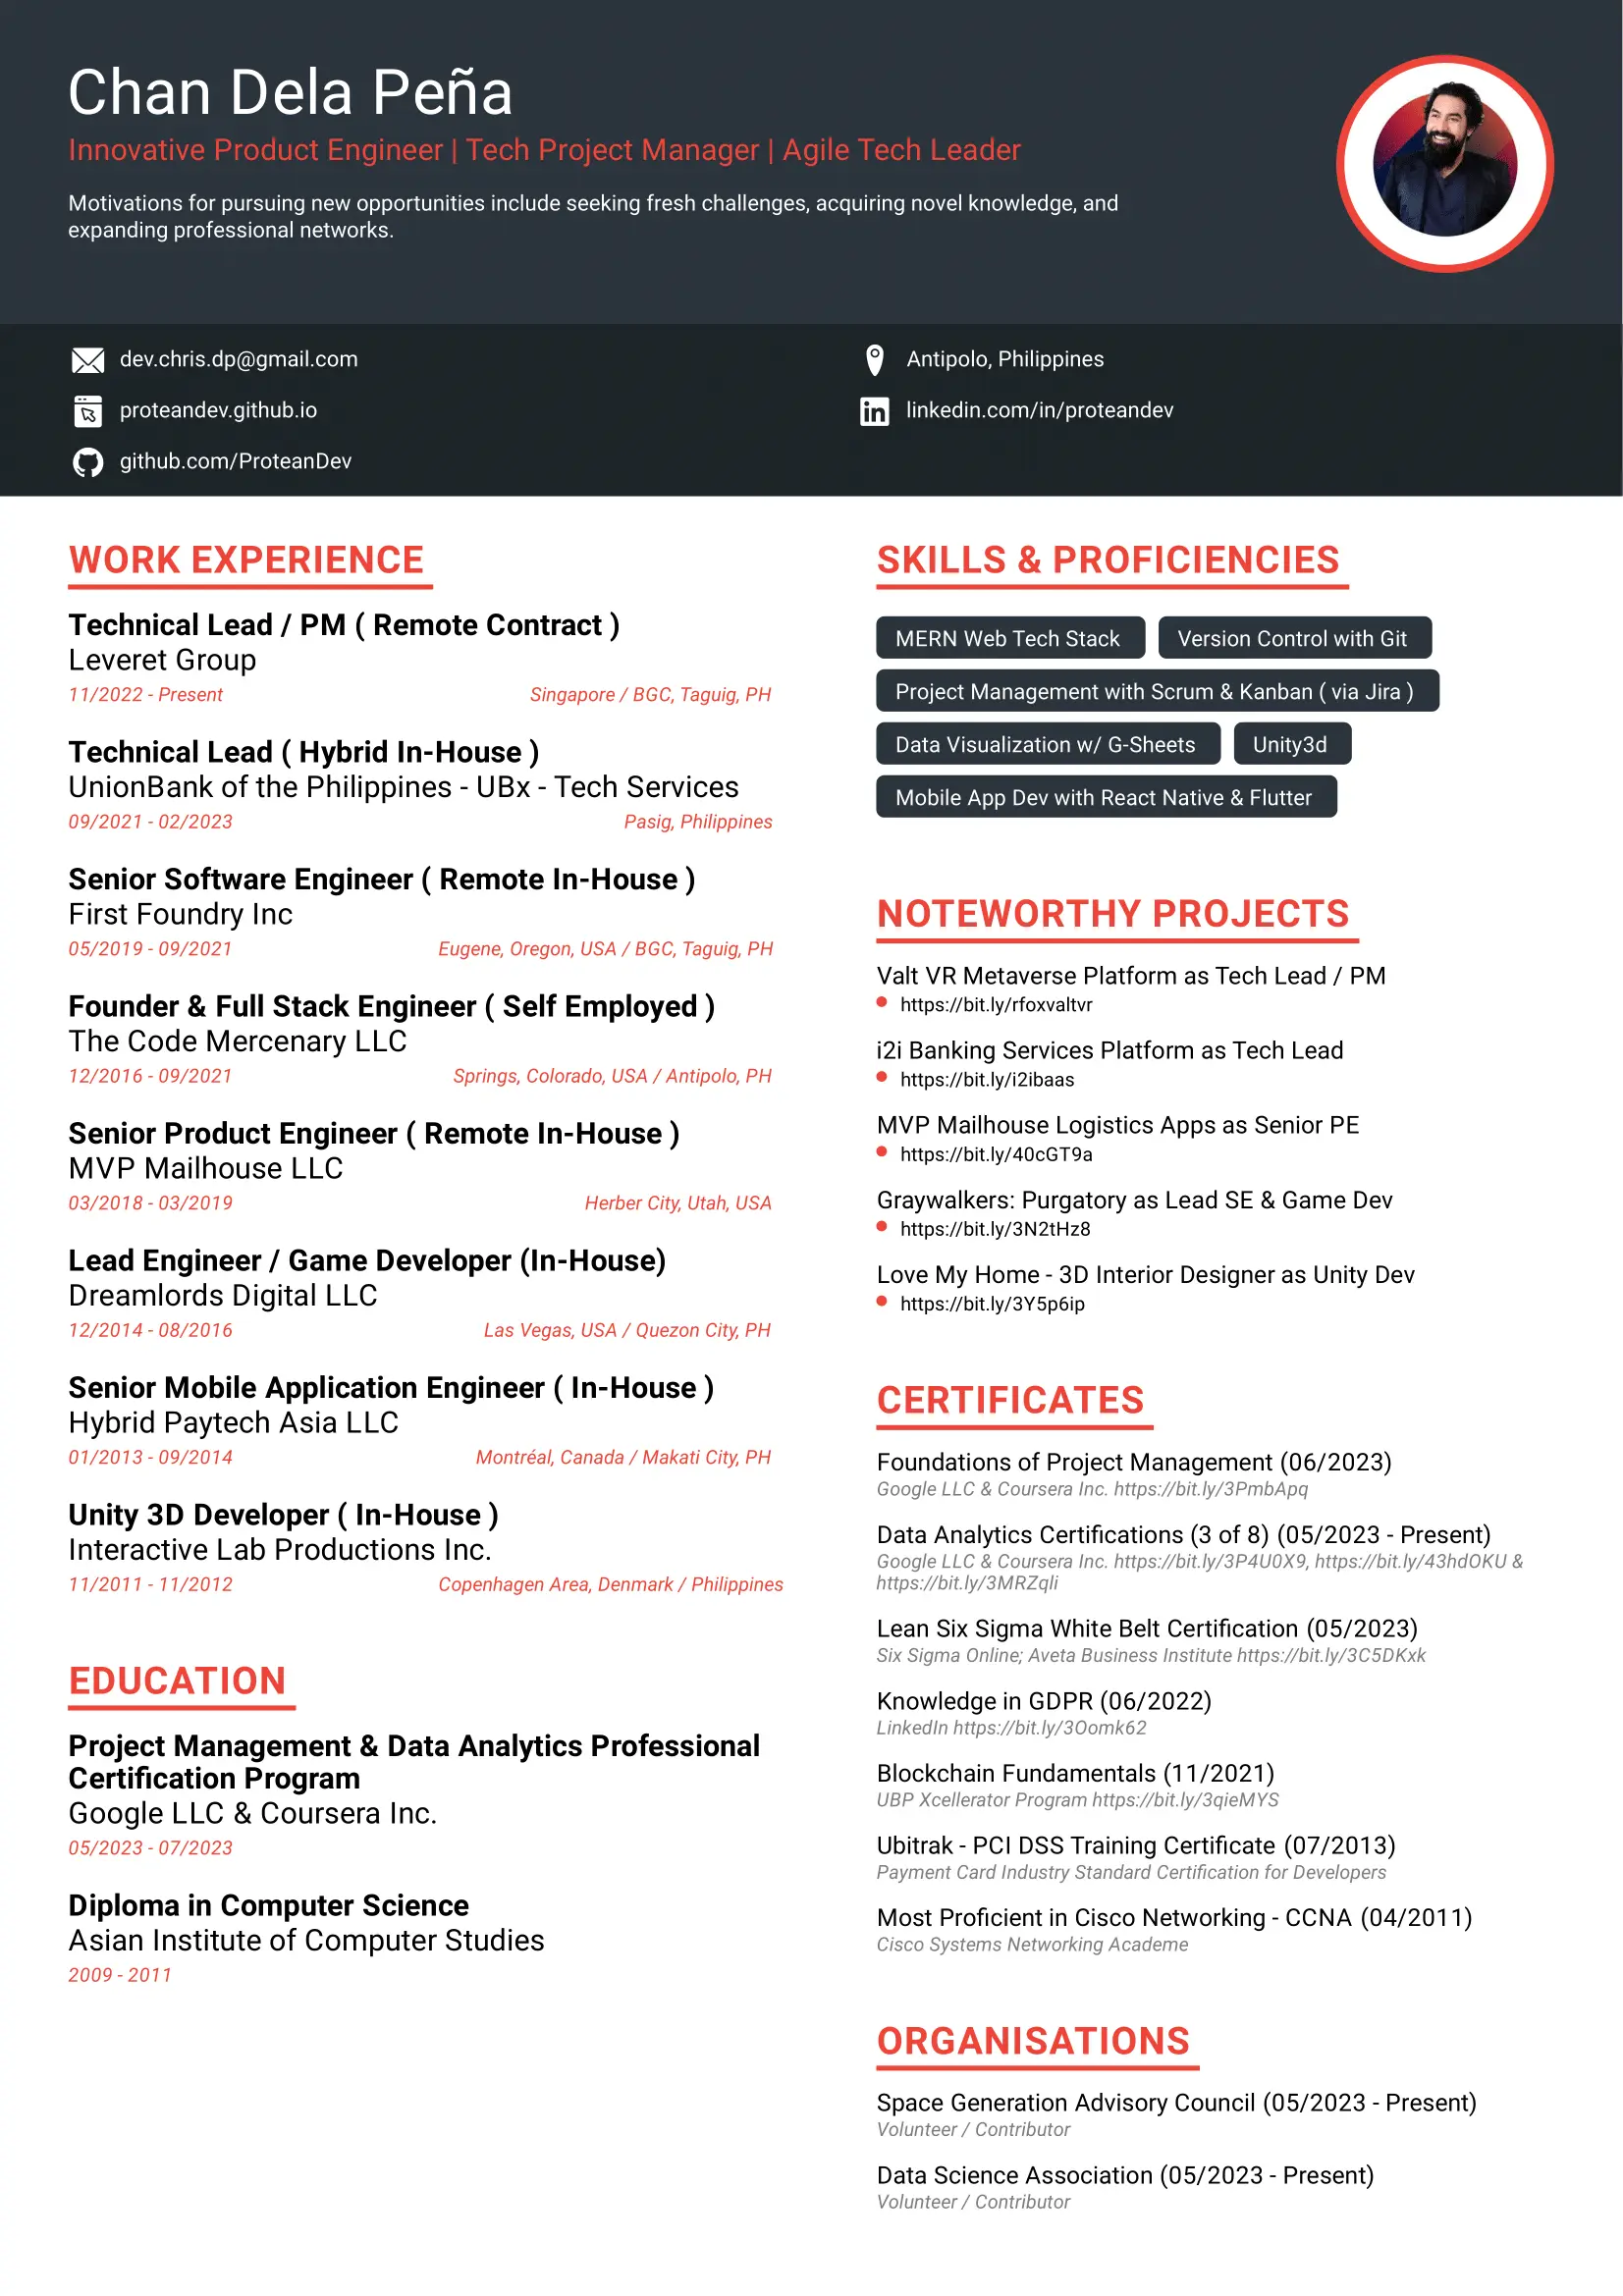 Chan Dela Peña
Innovative Product Engineer | Tech Project Manager | Agile Tech Leader
Motivations for pursuing new opportunities include seeking fresh challenges, acquiring novel knowledge, and
expanding professional networks.
dev.chris.dp@gmail.com
Antipolo, Philippines
proteandev.github.io
linkedin.com/in/proteandev
github.com/ProteanDev
WORK EXPERIENCE
Technical Lead / PM ( Remote Contract )
Leveret Group
11/2022 - Present
Singapore / BGC, Taguig, PH
Technical Lead ( Hybrid In-House )
UnionBank of the Philippines - UBx - Tech Services
09/2021 - 02/2023
Pasig, Philippines
Senior Software Engineer ( Remote In-House )
First Foundry Inc
05/2019 - 09/2021
Eugene, Oregon, USA / BGC, Taguig, PH
Founder & Full Stack Engineer ( Self Employed )
The Code Mercenary LLC
12/2016 - 09/2021
Springs, Colorado, USA / Antipolo, PH
Senior Product Engineer ( Remote In-House )
MVP Mailhouse LLC
03/2018 - 03/2019
Herber City, Utah, USA
Lead Engineer / Game Developer (In-House)
Dreamlords Digital LLC
12/2014 - 08/2016
Las Vegas, USA / Quezon City, PH
Senior Mobile Application Engineer ( In-House )
Hybrid Paytech Asia LLC
01/2013 - 09/2014
Montréal, Canada / Makati City, PH
Unity 3D Developer ( In-House )
Interactive Lab Productions Inc.
11/2011 - 11/2012
Copenhagen Area, Denmark / Philippines
EDUCATION
Project Management & Data Analytics Professional
Certification Program
Google LLC & Coursera Inc.
05/2023 - 07/2023
Diploma in Computer Science
Asian Institute of Computer Studies
2009 - 2011
SKILLS & PROFICIENCIES
MERN Web Tech Stack
Version Control with Git
Project Management with Scrum & Kanban ( via Jira )
Data Visualization w/ G-Sheets
Unity3d
Mobile App Dev with React Native & Flutter
NOTEWORTHY PROJECTS
Valt VR Metaverse Platform as Tech Lead / PM
https://bit.ly/rfoxvaltvr
i2i Banking Services Platform as Tech Lead
https://bit.ly/i2ibaas
MVP Mailhouse Logistics Apps as Senior PE
https://bit.ly/40cGT9a
Graywalkers: Purgatory as Lead SE & Game Dev
https://bit.ly/3N2tHz8
Love My Home - 3D Interior Designer as Unity Dev
https://bit.ly/3Y5p6ip
CERTIFICATES
Foundations of Project Management (06/2023)
Google LLC & Coursera Inc. https://bit.ly/3PmbApq
Data Analytics Certifications (3 of 8) (05/2023 - Present)
Google LLC & Coursera Inc. https://bit.ly/3P4U0X9, https://bit.ly/43hdOKU &
https://bit.ly/3MRZqli
Lean Six Sigma White Belt Certification (05/2023)
Six Sigma Online; Aveta Business Institute https://bit.ly/3C5DKxk
Knowledge in GDPR (06/2022)
LinkedIn https://bit.ly/3Oomk62
Blockchain Fundamentals (11/2021)
UBP Xcellerator Program https://bit.ly/3qieMYS
Ubitrak - PCI DSS Training Certificate (07/2013)
Payment Card Industry Standard Certification for Developers
Most Proficient in Cisco Networking - CCNA (04/2011)
Cisco Systems Networking Academe
ORGANISATIONS
Space Generation Advisory Council (05/2023 - Present)
Volunteer / Contributor
Data Science Association (05/2023 - Present)
Volunteer / Contributor